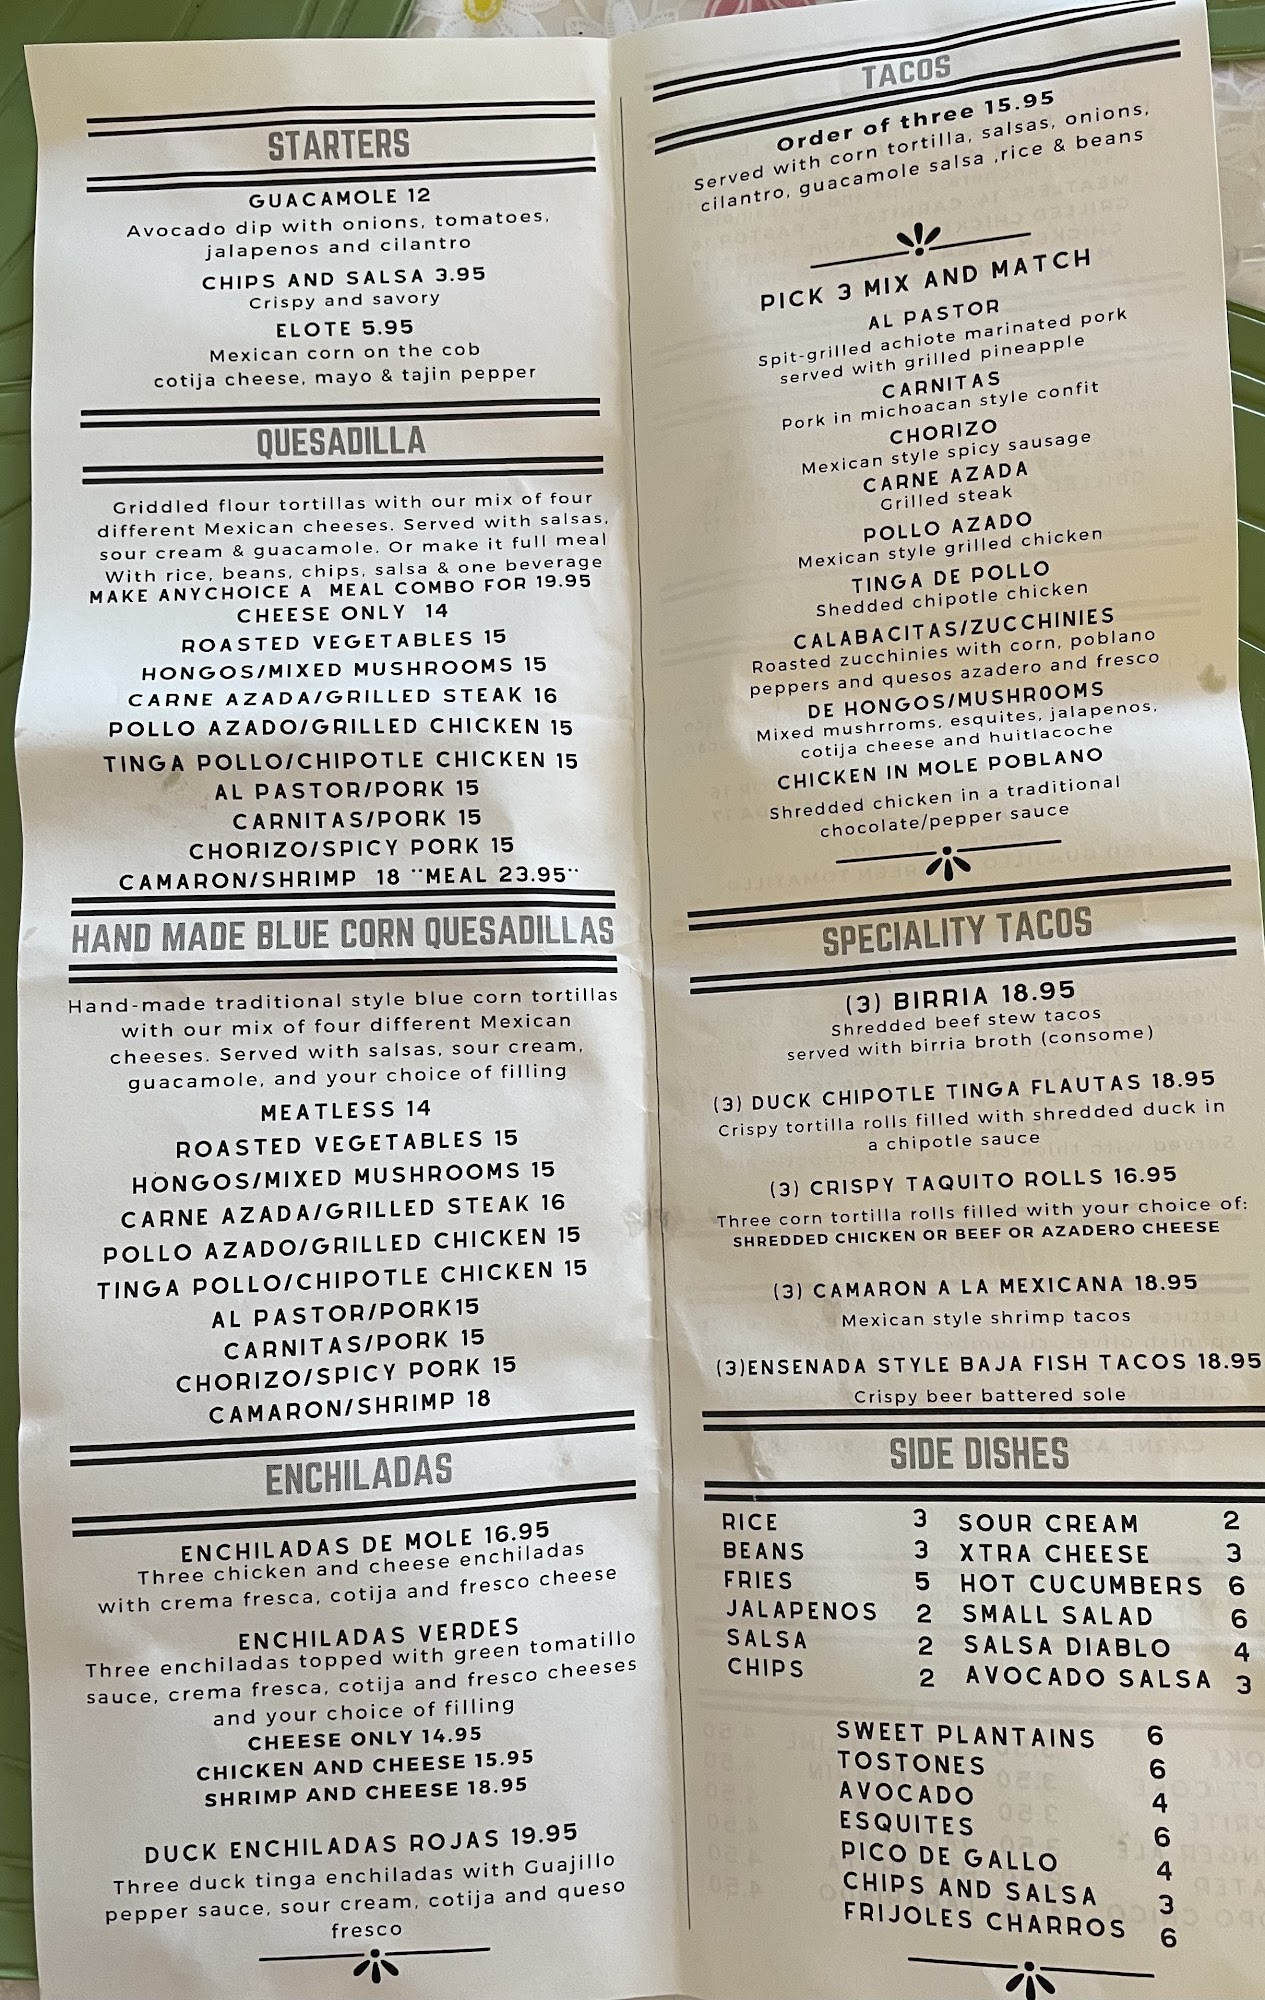 STARTERS
GUACAMOLE 12
Avocado dip with onions, tomatoes,
jalapenos and cilantro
CHIPS AND SALSA 3.95
Crispy and savory
ELOTE 5.95
Mexican corn on the cob
cotija cheese, mayo & tajin pepper
QUESADILLA
Griddled flour tortillas with our mix of four
different Mexican cheeses. Served with salsas,
sour cream & guacamole. Or make it full meal
With rice, beans, chips, salsa & one beverage
MAKE ANYCHOICE A MEAL COMBO FOR 19.95
CHEESE ONLY 14
ROASTED VEGETABLES 15
HONGOS/MIXED MUSHROOMS 15
CARNE AZADA/GRILLED STEAK 16
POLLO AZADO/GRILLED CHICKEN 15
TINGA POLLO/CHIPOTLE CHICKEN 15
AL PASTOR/PORK 15
CARNITAS/PORK 15
CHORIZO/SPICY PORK 15
CAMARON/SHRIMP 18 ¨MEAL 23.95¨
HAND MADE BLUE CORN QUESADILLAS
Hand-made traditional style blue corn tortillas
with our mix of four different Mexican
cheeses. Served with salsas, sour cream,
guacamole, and your choice of filling
MEATLESS 14
ROASTED VEGETABLES 15
HONGOS/MIXED MUSHROOMS 15
CARNE AZADA/GRILLED STEAK 16
POLLO AZADO/GRILLED CHICKEN 15
TINGA POLLO/CHIPOTLE CHICKEN 15
AL PASTOR/PORK15
CARNITAS/PORK 15
CHORIZO/SPICY PORK 15
CAMARON/SHRIMP 18
ENCHILADAS
ENCHILADAS DE MOLE 16.95
Three chicken and cheese enchiladas
with crema fresca, cotija and fresco cheese
ENCHILADAS VERDES
Three enchiladas topped with green tomatillo
sauce, crema fresca, cotija and fresco cheeses
and your choice of filling
CHEESE ONLY 14.95
CHICKEN AND CHEESE 15.95
SHRIMP AND CHEESE 18.95
DUCK ENCHILADAS ROJAS 19.95
Three duck tinga enchiladas with Guajillo
pepper sauce, sour cream, cotija and queso
fresco
TACOS
Order of three 15.95
Served with corn tortilla, salsas, onions,
cilantro, guacamole salsa ,rice & beans
PICK 3 MIX AND MATCH
AL PASTOR
Spit-grilled achiote marinated pork
served with grilled pineapple
CARNITAS
Pork in michoacan style confit
CHORIZO
Mexican style spicy sausage
CARNE AZADA
Grilled steak
POLLO AZADO
Mexican style grilled chicken
TINGA DE POLLO
Shedded chipotle chicken
CALABACITAS/ZUCCHINIES
Roasted zucchinies with corn, poblano
peppers and quesos azadero and fresco
DE HONGOS/MUSHROOMS
Mixed mushrroms, esquites, jalapenos,
cotija cheese and huitlacoche
CHICKEN IN MOLE POBLANO
Shredded chicken in a traditional
chocolate/pepper sauce
SPECIALITY TACOS
(3) BIRRIA 18.95
Shredded beef stew tacos
served with birria broth (consome)
(3) DUCK CHIPOTLE TINGA FLAUTAS 18.95
Crispy tortilla rolls filled with shredded duck in
a chipotle sauce
(3) CRISPY TAQUITO ROLLS 16.95
Three corn tortilla rolls filled with your choice of:
SHREDDED CHICKEN OR BEEF OR AZADERO CHEESE
(3) CAMARON A LA MEXICANA 18.95
Mexican style shrimp tacos
(3)ENSENADA STYLE BAJA FISH TACOS 18.95
Crispy beer battered sole
SIDE DISHES
RICE 3 SOUR CREAM 2
BEANS 3 XTRA CHEESE 3
FRIES 5 HOT CUCUMBERS 6
JALAPENOS 2 SMALL SALAD 6
SALSA 2 SALSA DIABLO 4
CHIPS 2 AVOCADO SALSA 3
SWEET PLANTAINS 6
TOSTONES 6
AVOCADO 4
ESQUITES 6
PICO DE GALLO 4
CHIPS AND SALSA 3
FRIJOLES CHARROS 6